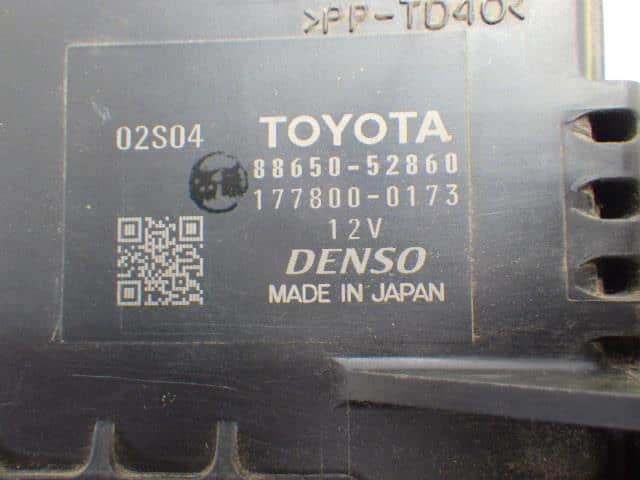 >PP-TD40<
02S04
TOYOTA
88650-52860
177800-0173
12V
DENSO
MADE IN JAPAN